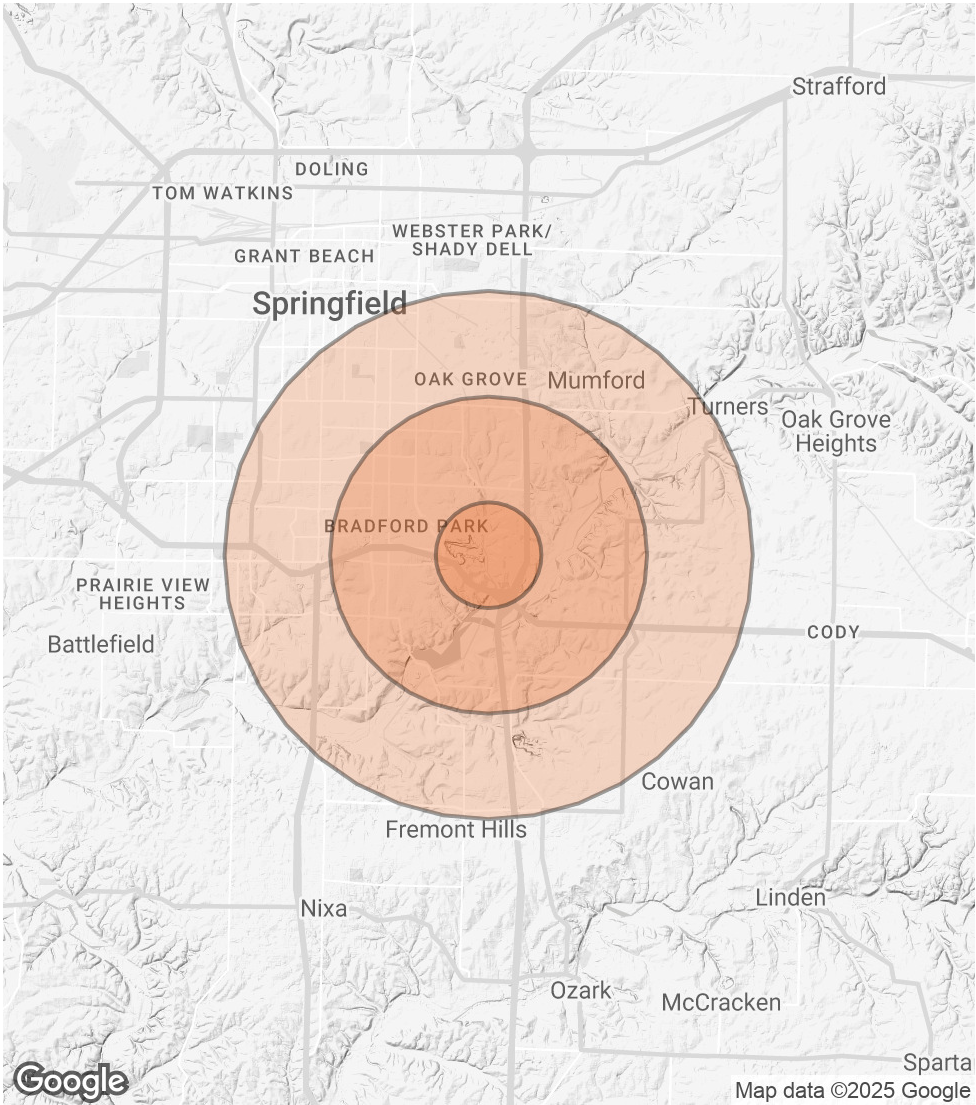 Strafford
DOLING
TOM WATKINS
WEBSTER PARK/
SHADY DELL
GRANT BEACH
Springfield
OAK GROVE
Mumford
Turners
Oak Grove
Heights
BRADFORD PARK
PRAIRIE VIEW
HEIGHTS
Battlefield
CODY
Cowan
Fremont Hills
Linden
Nixa
Ozark
McCracken
Sparta
Google
Map data ©2025 Google